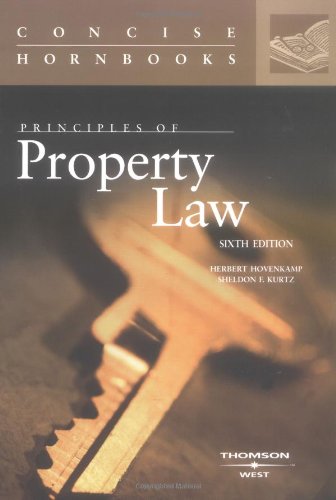 CONCISE
HORNBOOKS
PRINCIPLES OF
Property
Law
SIXTH EDITION
HERBERT HOVENKAMP
SHELDON F. KURTZ
THOMSON
WEST